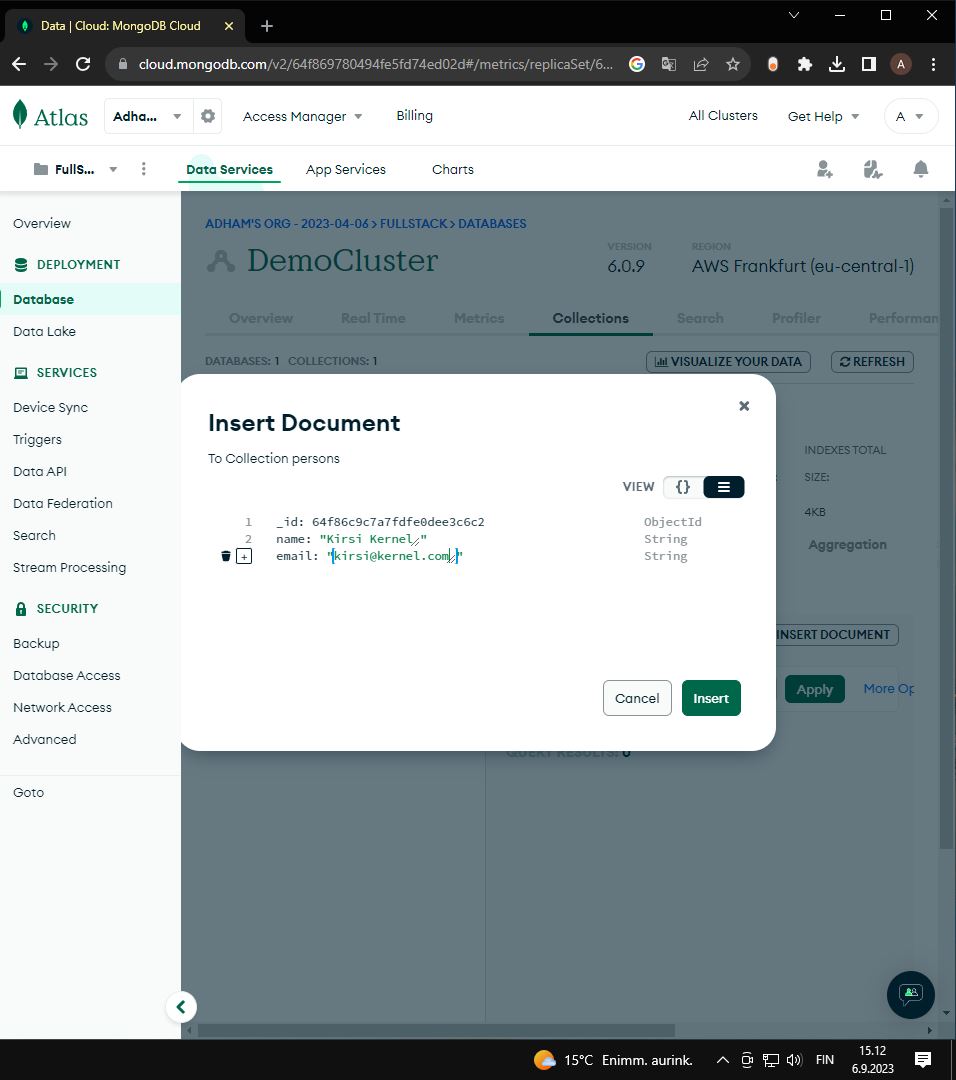 Data | Cloud: MongoDB Cloud
cloud.mongodb.com/v2/64f869780494fe5fd74ed02d#/metrics/replicaSet/6...
A
Atlas
Adha...
Access Manager
Billing
All Clusters
Get Help
A
FullS...
Data Services
App Services
Charts
Overview
DEPLOYMENT
Database
Data Lake
SERVICES
Device Sync
Triggers
Data API
Data Federation
Search
Stream Processing
SECURITY
Backup
Database Access
Network Access
Advanced
Goto
ADHAM'S ORG - 2023-04-06 > FULLSTACK > DATABASES
DemoCluster
VERSION
6.0.9
REGION
AWS Frankfurt (eu-central-1)
Overview
Real Time
Metrics
Collections
Search
Profiler
Performan
DATABASES: 1 COLLECTIONS: 1
VISUALIZE YOUR DATA
REFRESH
INDEXES TOTAL
SIZE:
4KB
Aggregation
INSERT DOCUMENT
Apply
More Op
QUERY RESULTS: 0
Insert Document
To Collection persons
VIEW {}
1 _id: 64f86c9c7a7fdfe0dee3c6c2 ObjectId
2 name: "Kirsi Kernel" String
email: "kirsi@kernel.com" String
Cancel
Insert
15°C Enimm. aurink.
FIN
15.12
6.9.2023